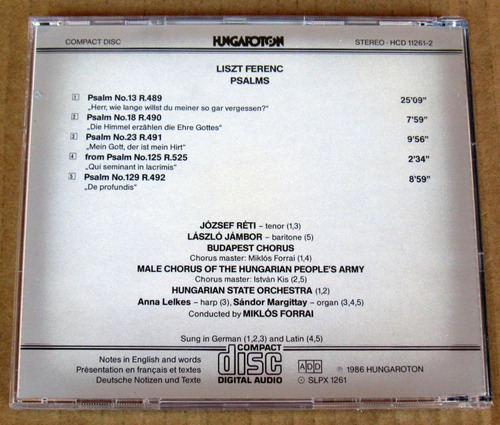 COMPACT DISC HUNGAROTON STEREO - HCD 11261-2
LISZT FERENC
PSALMS
1 Psalm No.13 R.489 25'09"
„Herr, wie lange willst du meiner so gar vergessen?"
2 Psalm No.18 R.490 7'59"
„Die Himmel erzählen die Ehre Gottes"
3 Psalm No.23 R.491 9'56"
„Mein Gott, der ist mein Hirt"
4 from Psalm No.125 R.525 2'34"
„Qui seminant in lacrimis"
5 Psalm No.129 R.492 8'59"
„De profundis"
JÓZSEF RÉTI – tenor (1,3)
LÁSZLÓ JÁMBOR – baritone (5)
BUDAPEST CHORUS
Chorus master: Miklós Forrai (1,4)
MALE CHORUS OF THE HUNGARIAN PEOPLE'S ARMY
Chorus master: István Kis (2,5)
HUNGARIAN STATE ORCHESTRA (1,2)
Anna Lelkes – harp (3), Sándor Margittay – organ (3,4,5)
Conducted by MIKLÓS FORRAI
Sung in German (1,2,3) and Latin (4,5)
Notes in English and words
Présentation en français et textes
Deutsche Notizen und Texte
COMPACT
disc
DIGITAL AUDIO
ADD
℗ 1986 HUNGAROTON
⊙ SLPX 1261